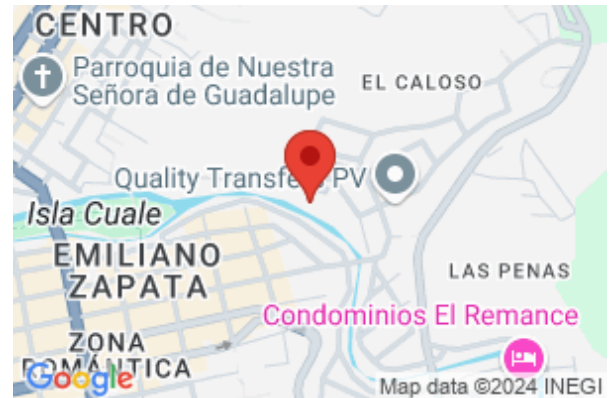 CENTRO
Parroquia de Nuestra
Señora de Guadalupe
EL CALOSO
Quality Transfers PV
Isla Cuale
EMILIANO
ZAPATA
LAS PENAS
Condominios El Remance
ZONA
ROMÁNTICA
Google
Map data ©2024 INEGI